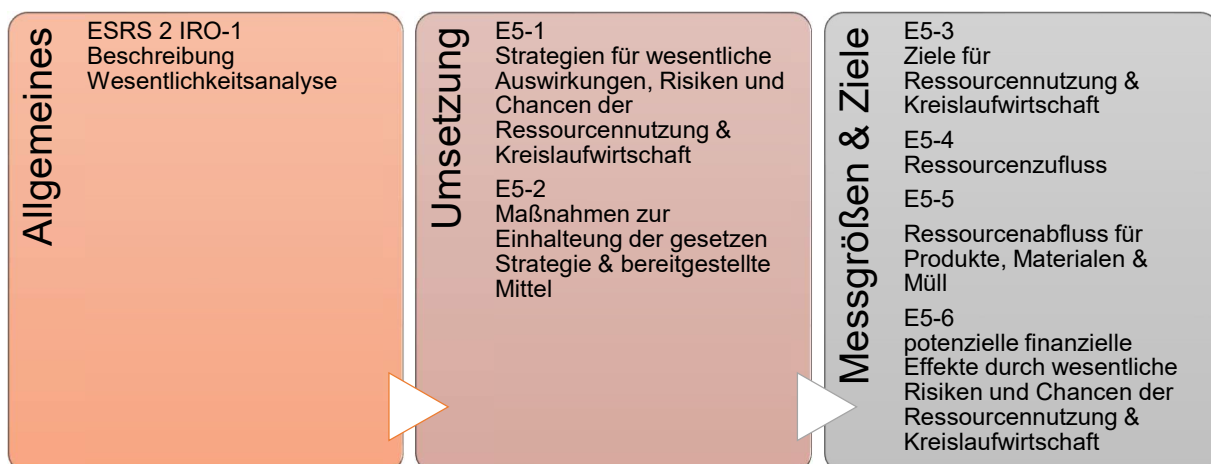 Allgemeines
ESRS 2 IRO-1
Beschreibung
Wesentlichkeitsanalyse
Umsetzung
E5-1
Strategien für wesentliche
Auswirkungen, Risiken und
Chancen der
Ressourcennutzung &
Kreislaufwirtschaft
E5-2
Maßnahmen zur
Einhalteung der gesetzen
Strategie & bereitgestellte
Mittel
Messgrößen & Ziele
E5-3
Ziele für
Ressourcennutzung &
Kreislaufwirtschaft
E5-4
Ressourcenzufluss
E5-5
Ressourcenabfluss für
Produkte, Materialen &
Müll
E5-6
potenzielle finanzielle
Effekte durch wesentliche
Risiken und Chancen der
Ressourcennutzung &
Kreislaufwirtschaft